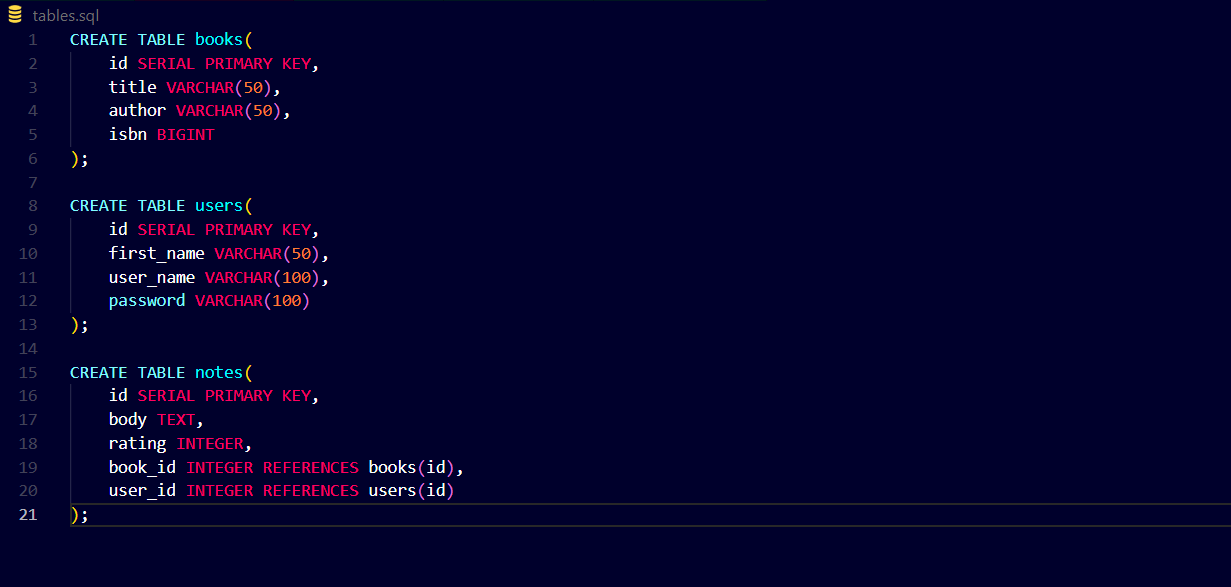 tables.sql
1 CREATE TABLE books(
2 id SERIAL PRIMARY KEY,
3 title VARCHAR(50),
4 author VARCHAR(50),
5 isbn BIGINT
6 );
7
8 CREATE TABLE users(
9 id SERIAL PRIMARY KEY,
10 first_name VARCHAR(50),
11 user_name VARCHAR(100),
12 password VARCHAR(100)
13 );
14
15 CREATE TABLE notes(
16 id SERIAL PRIMARY KEY,
17 body TEXT,
18 rating INTEGER,
19 book_id INTEGER REFERENCES books(id),
20 user_id INTEGER REFERENCES users(id)
21 );